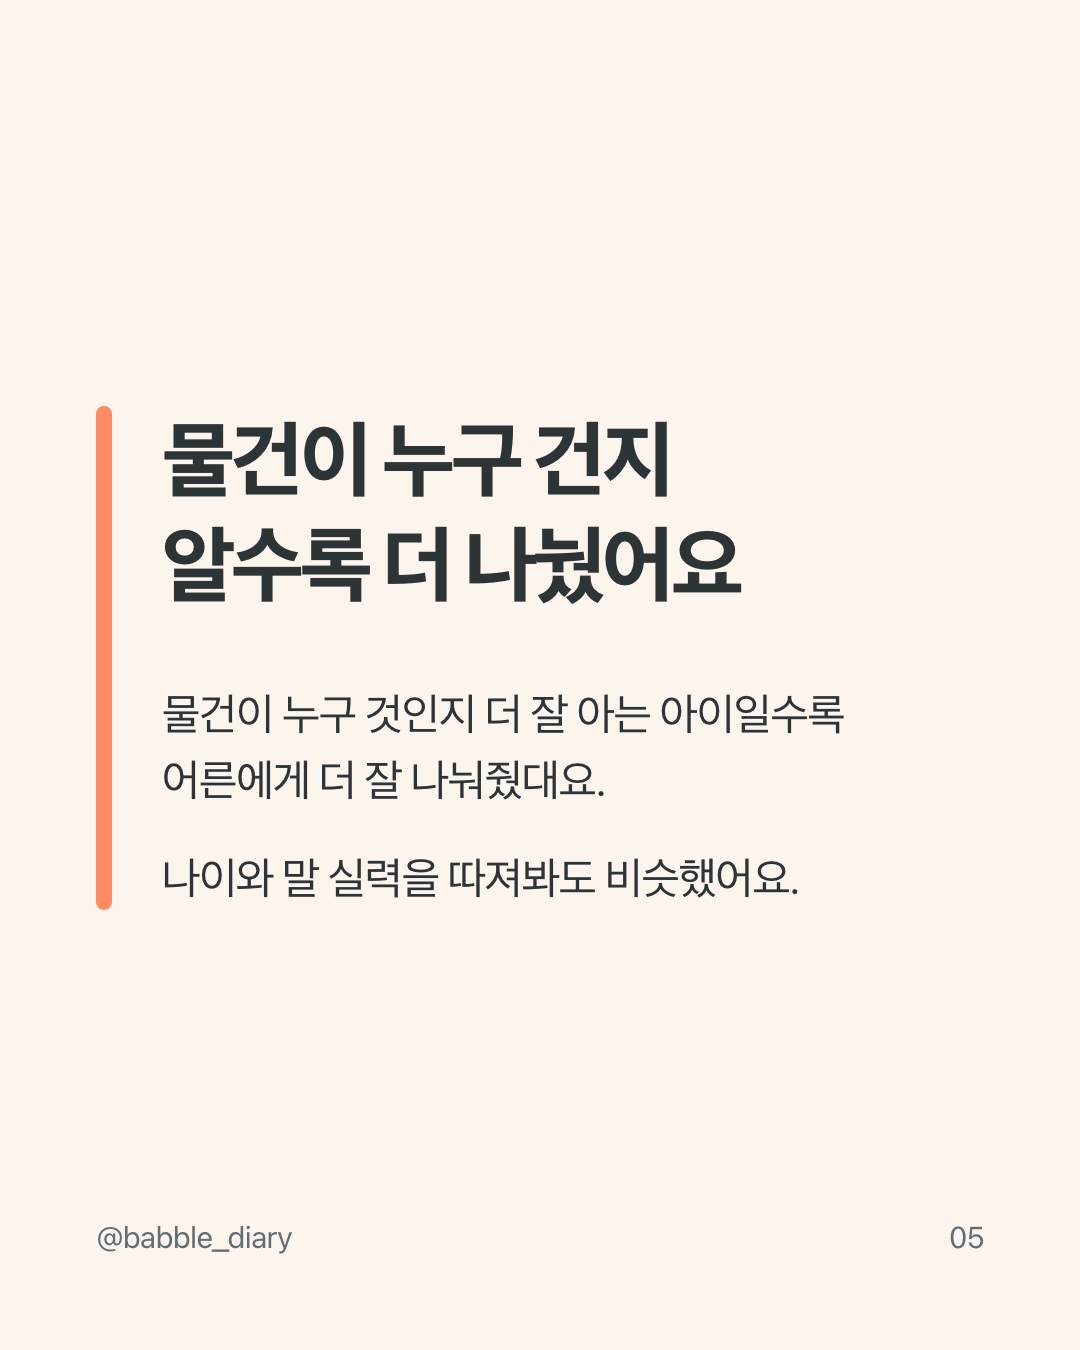 물건이 누구 건지
알수록 더 나눴어요
물건이 누구 것인지 더 잘 아는 아이일수록
어른에게 더 잘 나눠줬대요.
나이와 말 실력을 따져봐도 비슷했어요.
@babble_diary
05